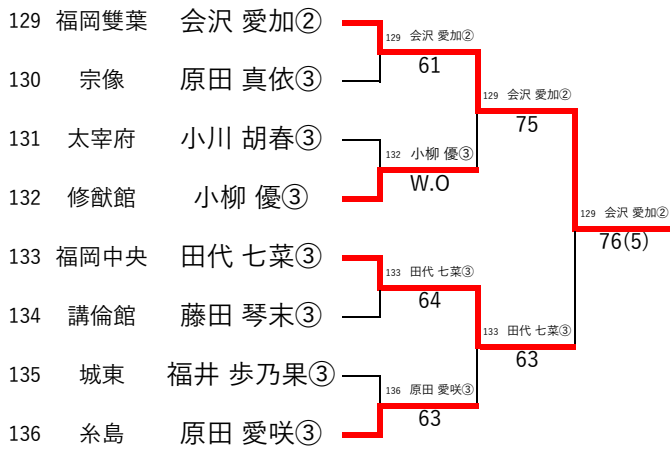 129 福岡雙葉 会沢 愛加②
130 宗像 原田 真依③
131 太宰府 小川 胡春③
132 修猷館 小柳 優③
133 福岡中央 田代 七菜③
134 講倫館 藤田 琴末③
135 城東 福井 歩乃果③
136 糸島 原田 愛咲③
129 会沢 愛加②
61
132 小柳 優③
W.O
133 田代 七菜③
64
136 原田 愛咲③
63
129 会沢 愛加②
75
133 田代 七菜③
63
129 会沢 愛加②
76(5)